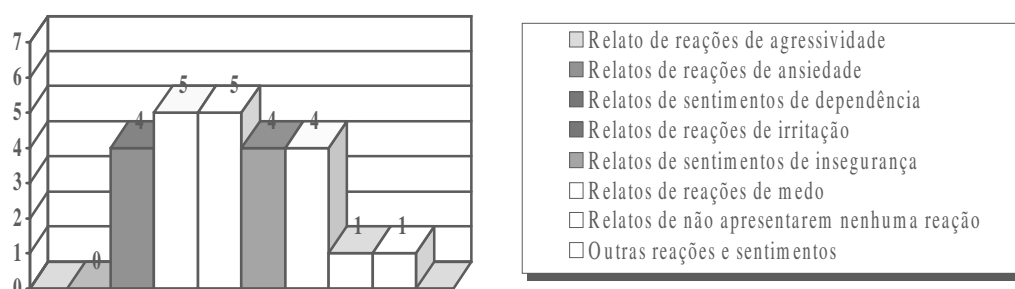 7
6
5
4
3
2
1
0
0
4
5
5
4
4
1
1
Relato de reações de agressividade
Relatos de reações de ansiedade
Relatos de sentimentos de dependência
Relatos de reações de irritação
Relatos de sentimentos de insegurança
Relatos de reações de medo
Relatos de não apresentarem nenhuma reação
Outras reações e sentimentos